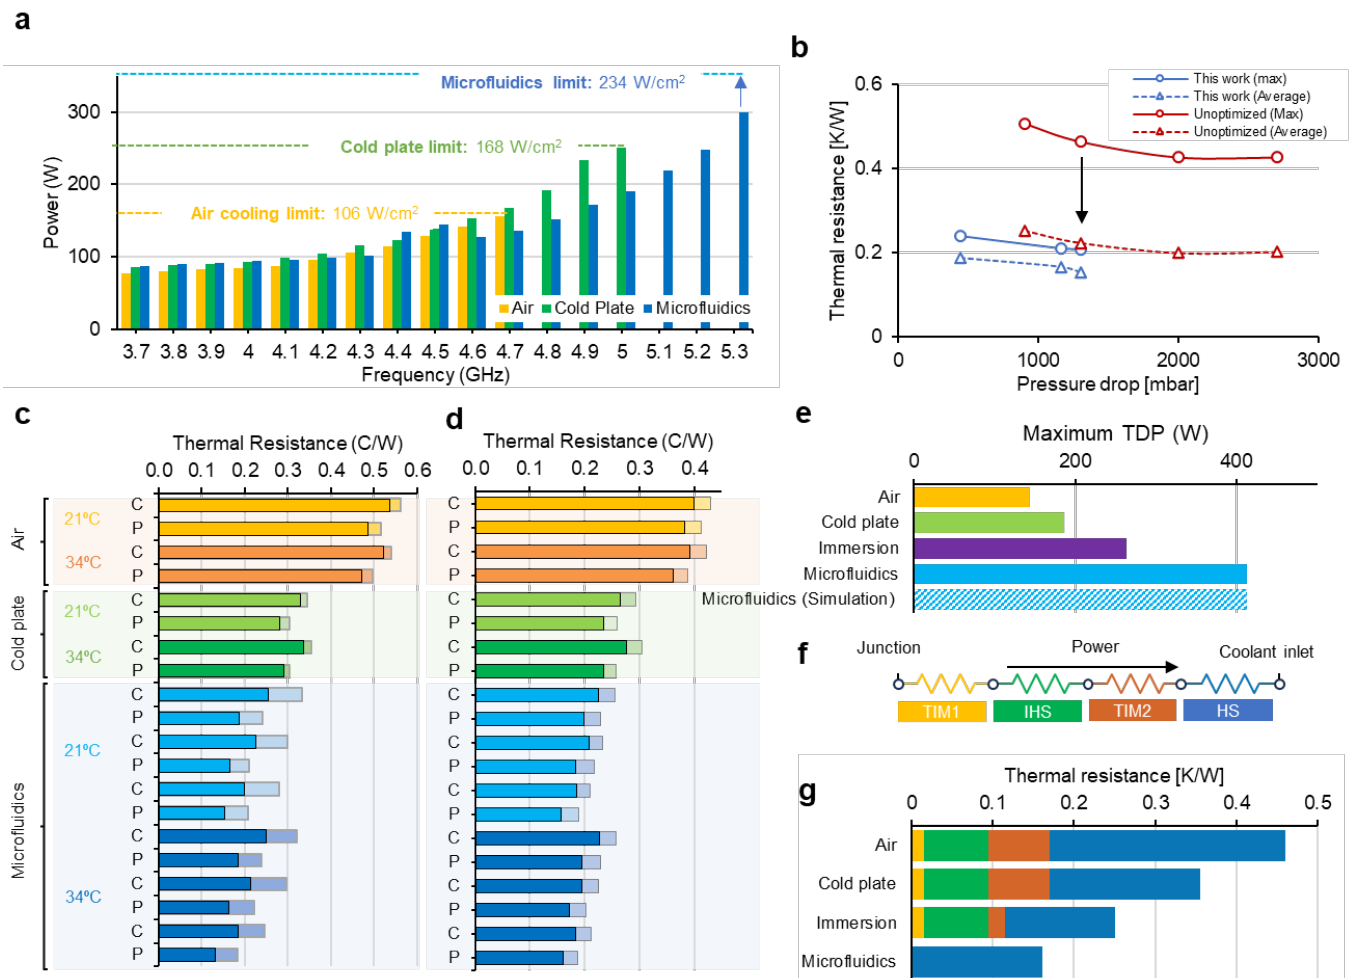 a
Microfluidics limit: 234 W/cm²
Cold plate limit: 168 W/cm²
Air cooling limit: 106 W/cm²
Power (W)
300
200
100
0
Air Cold Plate Microfluidics
3.7 3.8 3.9 4 4.1 4.2 4.3 4.4 4.5 4.6 4.7 4.8 4.9 5 5.1 5.2 5.3
Frequency (GHz)
b
This work (max)
This work (Average)
Unoptimized (Max)
Unoptimized (Average)
Thermal resistance [K/W]
0.6
0.4
0.2
0
0 1000 2000 3000
Pressure drop [mbar]
c
Thermal Resistance (C/W)
0.0 0.1 0.2 0.3 0.4 0.5 0.6
Air
21ºC
34ºC
C
P
C
P
Cold plate
21ºC
34ºC
C
P
C
P
Microfluidics
21ºC
34ºC
C
P
C
P
C
P
C
P
C
P
C
P
d
Thermal Resistance (C/W)
0.0 0.1 0.2 0.3 0.4
C
P
C
P
C
P
C
P
C
P
C
P
C
P
C
P
C
P
C
P
e
Maximum TDP (W)
0 200 400
Air
Cold plate
Immersion
Microfluidics
Microfluidics (Simulation)
f
Junction
Power
Coolant inlet
TIM1 IHS TIM2 HS
g
Thermal resistance [K/W]
0 0.1 0.2 0.3 0.4 0.5
Air
Cold plate
Immersion
Microfluidics